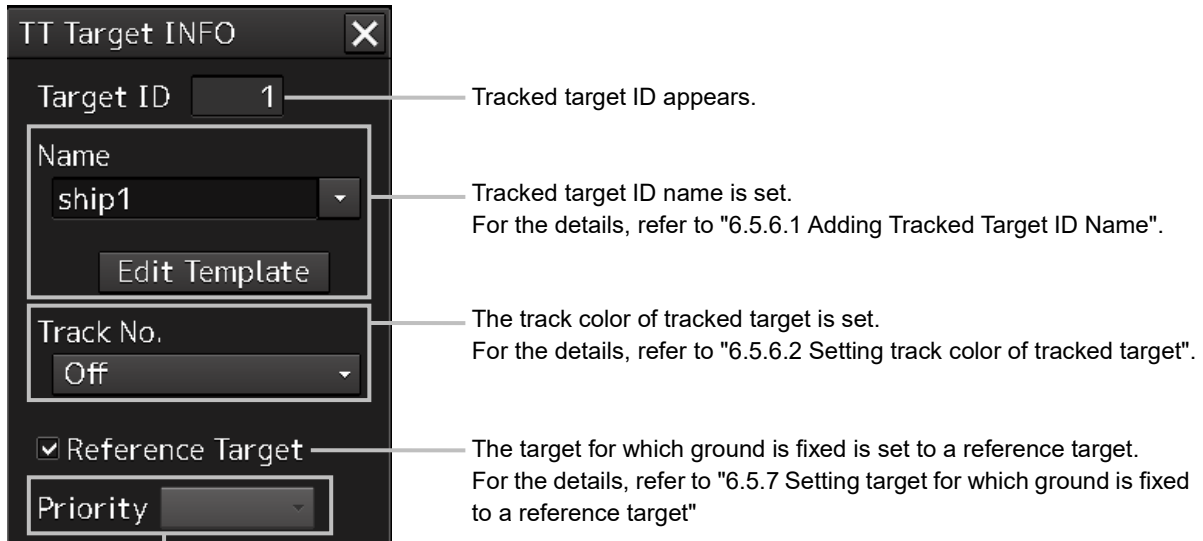 TT Target INFO
Target ID 1
Tracked target ID appears.
Name
ship1
Tracked target ID name is set.
For the details, refer to "6.5.6.1 Adding Tracked Target ID Name".
Edit Template
Track No.
Off
The track color of tracked target is set.
For the details, refer to "6.5.6.2 Setting track color of tracked target".
Reference Target
The target for which ground is fixed is set to a reference target.
For the details, refer to "6.5.7 Setting target for which ground is fixed
to a reference target"
Priority